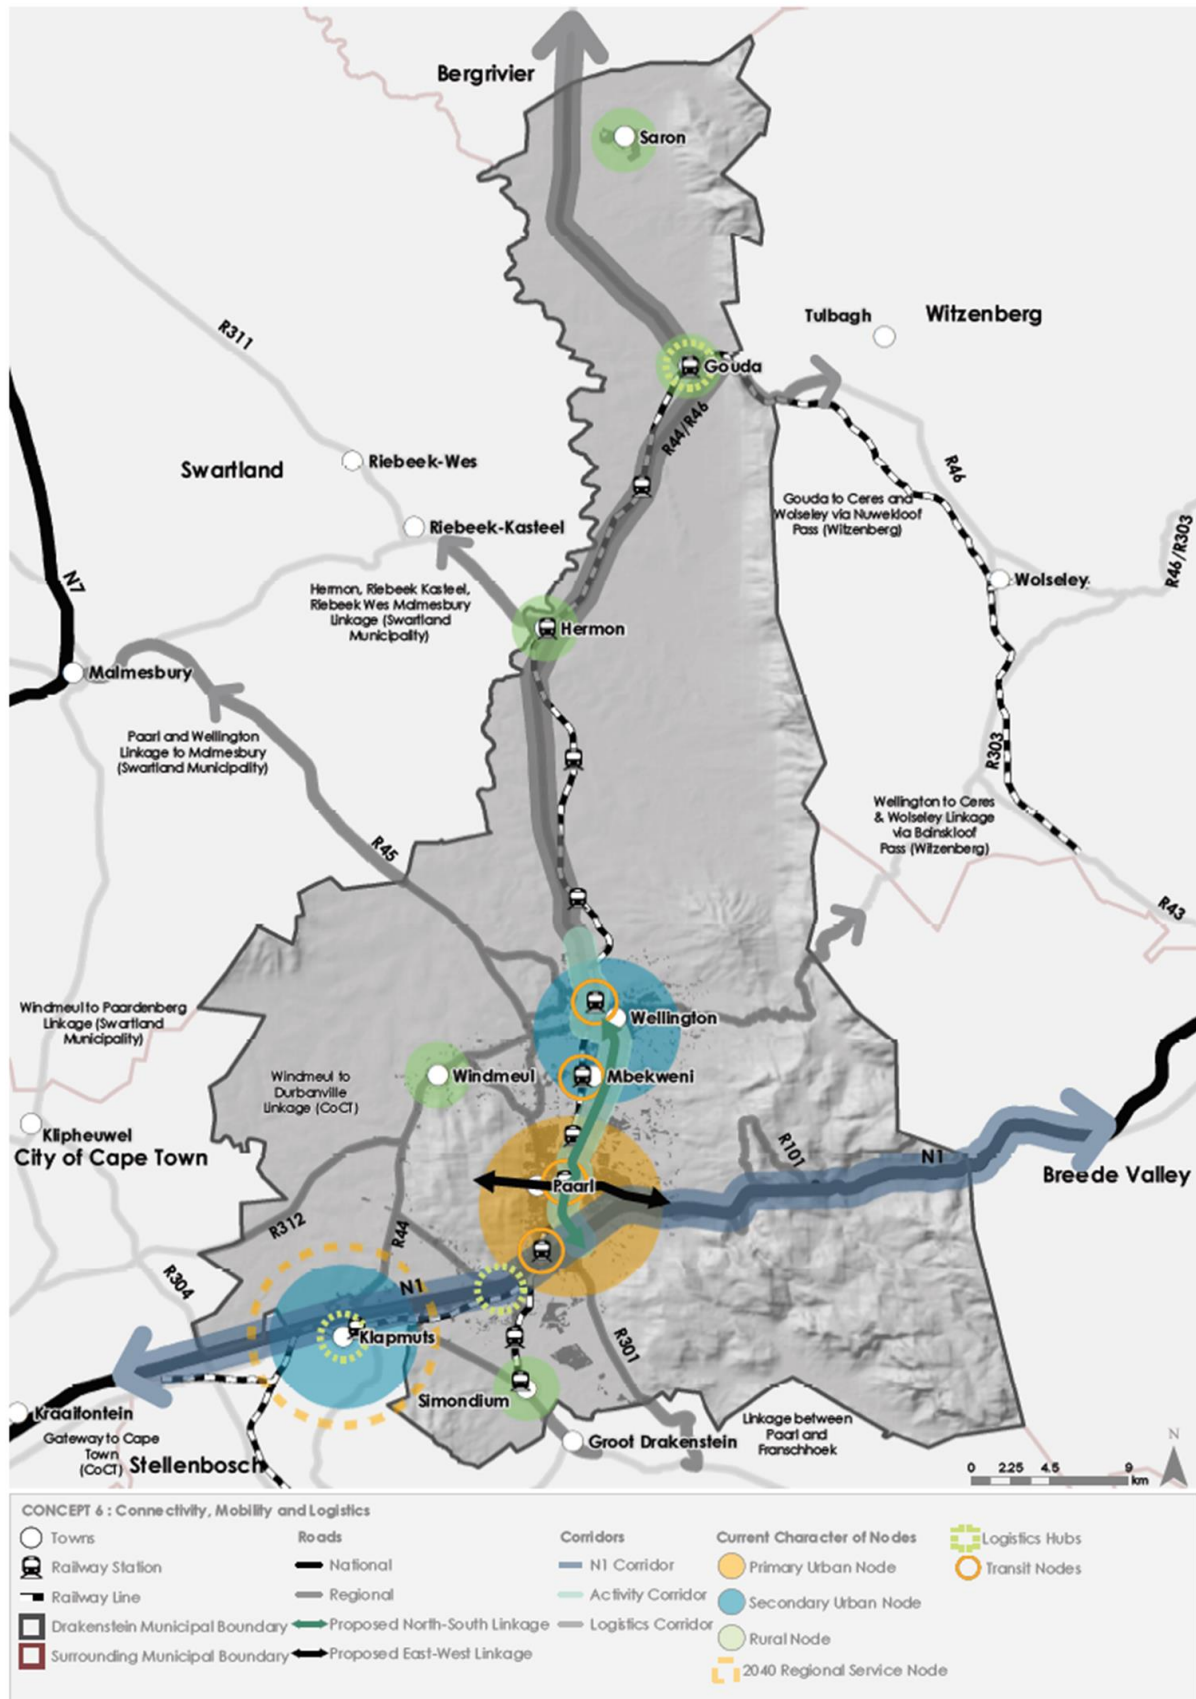 Bergrivier
Saron
Tulbagh
Witzenberg
R311
Gouda
R44/R46
Swartland
Riebeek-Wes
R46
Gouda to Ceres and
Wolseley via Nuwekloof
Pass (Witzenberg)
Riebeek-Kasteel
R46/R303
N7
Wolseley
Hermon, Riebeek Kasteel,
Riebeek Wes Malmesbury
Linkage (Swartland
Municipality)
Hermon
Malmesbury
Paarl and Wellington
Linkage to Malmesbury
(Swartland Municipality)
R303
Wellington to Ceres
& Wolseley Linkage
via Bainskloof
Pass (Witzenberg)
R45
R43
Windmeul to Paardenberg
Linkage (Swartland
Municipality)
Wellington
Windmeul
Mbekweni
Windmeul to
Durbanville
Linkage (CoCT)
Klipheuwel
City of Cape Town
R101
N1
Breede Valley
Paarl
R312
R44
R304
N1
Klapmuts
R301
Simondium
Kraaifontein
Gateway to Cape
Town
(CoCT)
Stellenbosch
Groot Drakenstein
Linkage between
Paarl and
Franschhoek
N
0 2.25 4.5 9
km
CONCEPT 6 : Connectivity, Mobility and Logistics
Towns
Railway Station
Railway Line
Drakenstein Municipal Boundary
Surrounding Municipal Boundary
Roads
National
Regional
Proposed North-South Linkage
Proposed East-West Linkage
Corridors
N1 Corridor
Activity Corridor
Logistics Corridor
Current Character of Nodes
Primary Urban Node
Secondary Urban Node
Rural Node
2040 Regional Service Node
Logistics Hubs
Transit Nodes